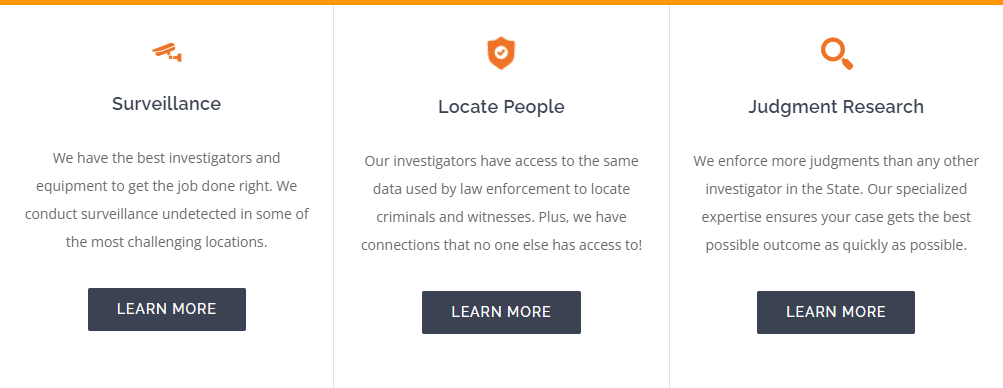 Surveillance
We have the best investigators and
equipment to get the job done right. We
conduct surveillance undetected in some of
the most challenging locations.
LEARN MORE
Locate People
Our investigators have access to the same
data used by law enforcement to locate
criminals and witnesses. Plus, we have
connections that no one else has access to!
LEARN MORE
Judgment Research
We enforce more judgments than any other
investigator in the State. Our specialized
expertise ensures your case gets the best
possible outcome as quickly as possible.
LEARN MORE